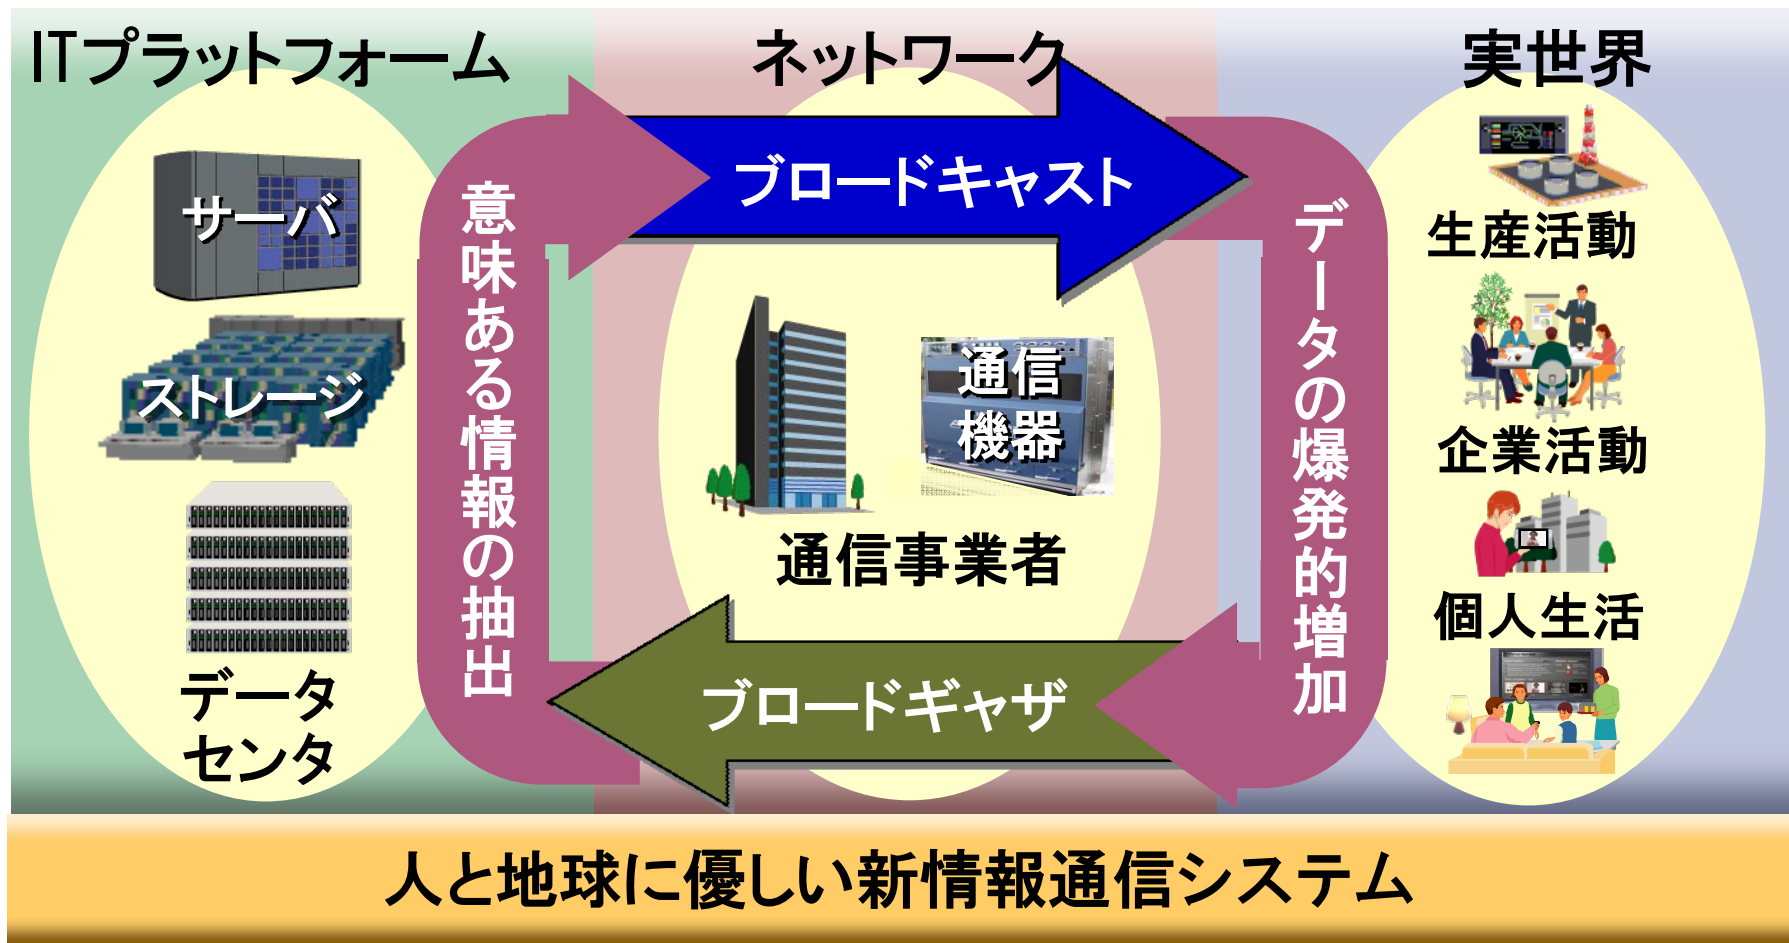 ITプラットフォーム
ネットワーク
実世界
サーバ
ストレージ
データ
センタ
意味ある情報の抽出
ブロードキャスト
通信
機器
通信事業者
ブロードギャザ
データの爆発的増加
生産活動
企業活動
個人生活
人と地球に優しい新情報通信システム